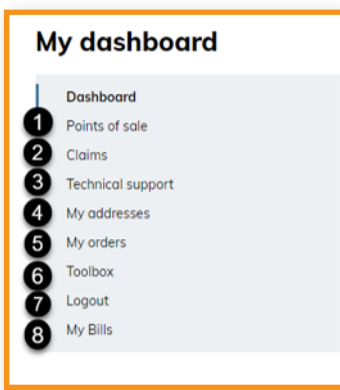 My dashboard
Dashboard
1 Points of sale
2 Claims
3 Technical support
4 My addresses
5 My orders
6 Toolbox
7 Logout
8 My Bills